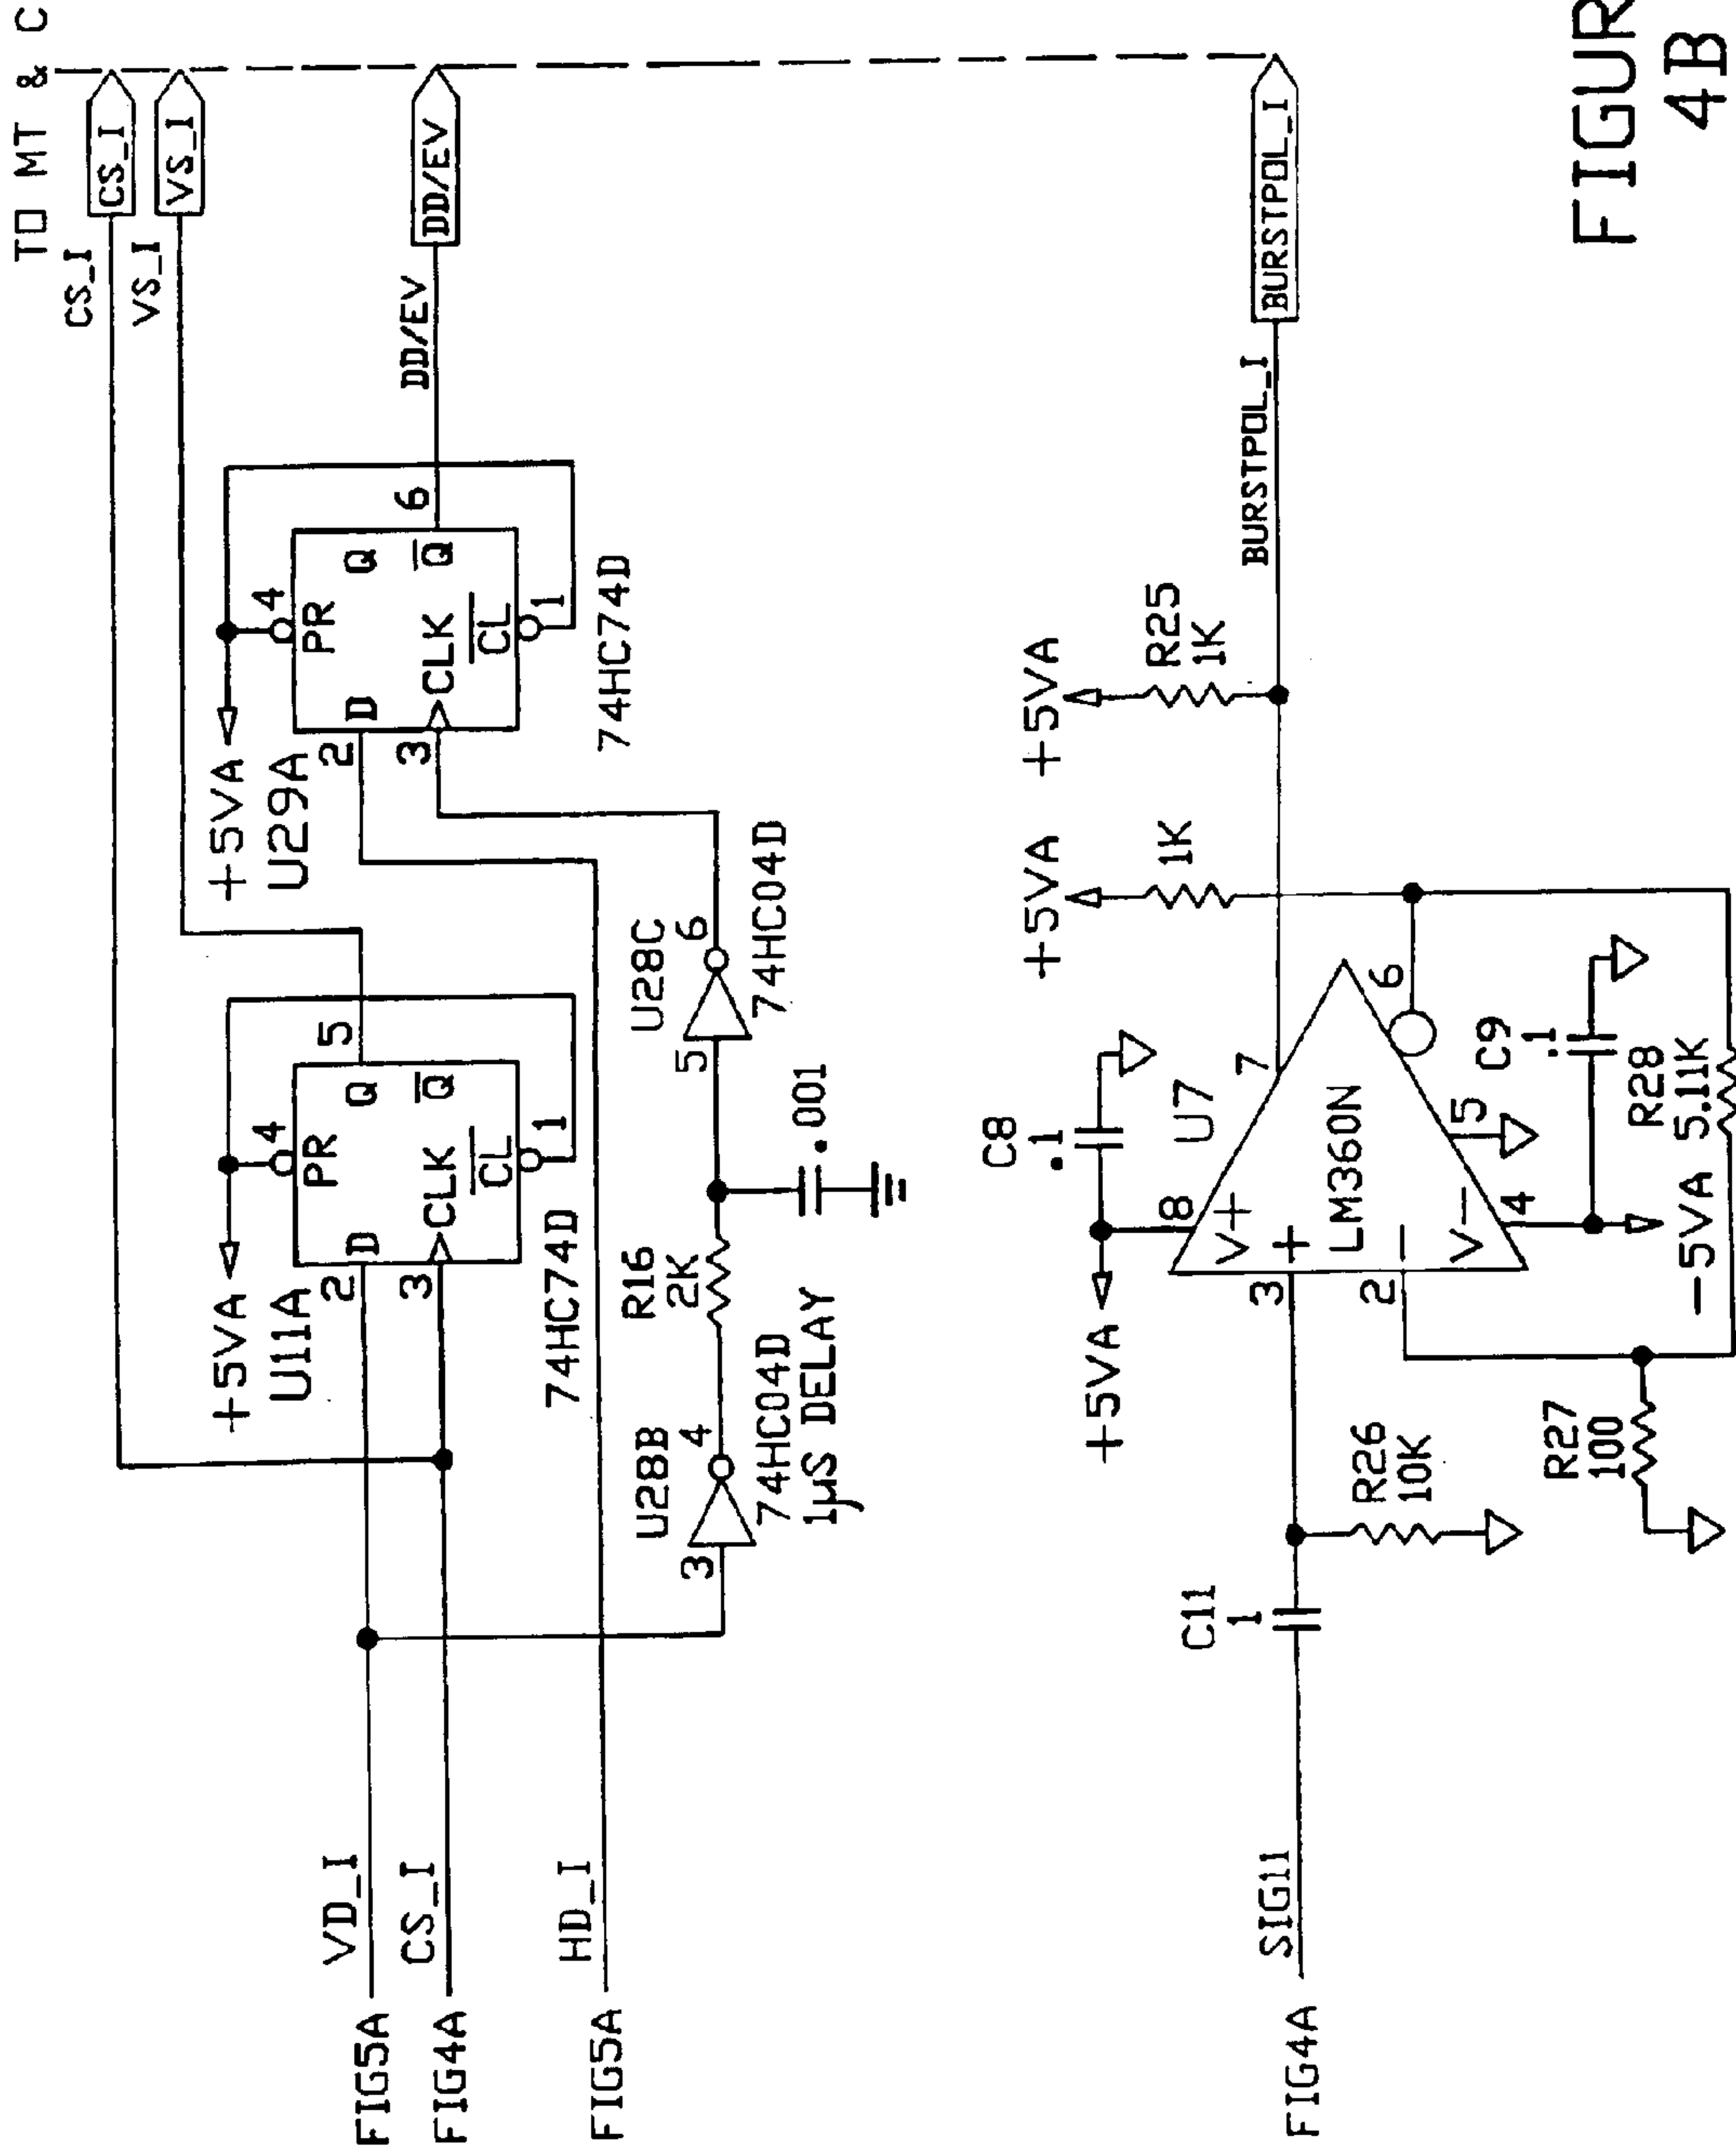 TO MT & C
CS_I
CS_I
VS_I
VS_I
+5VA
U11A
4
PR
2
D
Q
5
3
CLK
Q
CL
1
74HC74D
+5VA
U29A
4
PR
2
D
Q
3
CLK
Q
6
CL
1
74HC74D
DD/EV
DD/EV
FIG5A
VD_I
FIG4A
CS_I
FIG5A
HD_I
U28B
3
4
74HC04D
1µS DELAY
R16
2K
.001
U28C
5
6
74HC04D
FIG4A
SIG11
C11
1
R26
10K
R27
100
+5VA
C8
.1
U7
8
V+
3
+
LM360N
2
−
V−
4
5
6
7
C9
.1
-5VA
R28
5.11K
+5VA
1K
+5VA
R25
1K
BURSTPOL_I
BURSTPOL_I
FIGUR
4B